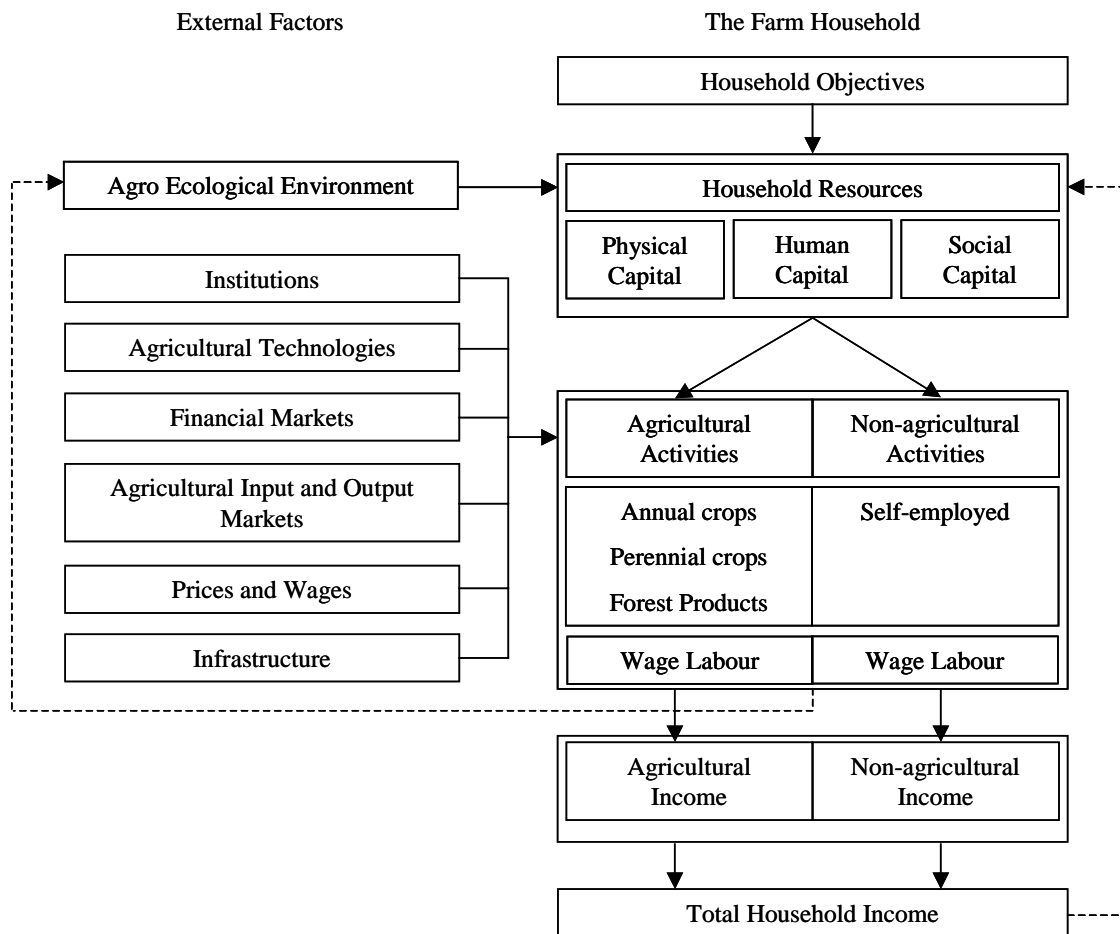 External Factors
The Farm Household
Household Objectives
Agro Ecological Environment
Household Resources
Physical
Capital
Human
Capital
Social
Capital
Institutions
Agricultural Technologies
Financial Markets
Agricultural Input and Output
Markets
Prices and Wages
Infrastructure
Agricultural
Activities
Non-agricultural
Activities
Annual crops
Perennial crops
Forest Products
Self-employed
Wage Labour
Wage Labour
Agricultural
Income
Non-agricultural
Income
Total Household Income